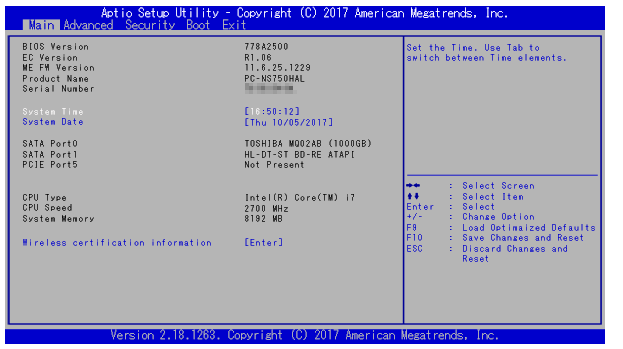 Aptio Setup Utility - Copyright (C) 2017 American Megatrends, Inc.
Main Advanced Security Boot Exit
BIOS Version 778A2500
EC Version R1.06
ME FW Version 11.6.25.1229
Product Name PC-NS750HAL
Serial Number
System Time [16:50:12]
System Date [Thu 10/05/2017]
SATA Port0 TOSHIBA MQ02AB (1000GB)
SATA Port1 HL-DT-ST BD-RE ATAPI
PCIE Port5 Not Present
CPU Type Intel(R) Core(TM) i7
CPU Speed 2700 MHz
System Memory 8192 MB
Wireless certification information [Enter]
Set the Time. Use Tab to
switch between Time elements.
→← : Select Screen
↑↓ : Select Item
Enter : Select
+/- : Change Option
F9 : Load Optimaized Defaults
F10 : Save Changes and Reset
ESC : Discard Changes and
Reset
Version 2.18.1263. Copyright (C) 2017 American Megatrends, Inc.